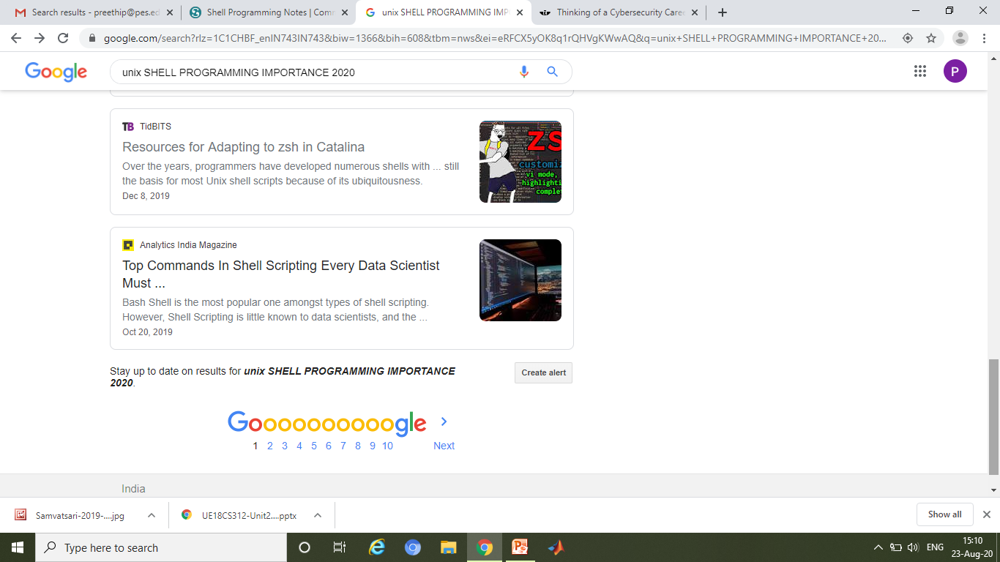 Search results - preethip@pes.ed
Shell Programming Notes | Comm
unix SHELL PROGRAMMING IMP
Thinking of a Cybersecurity Caree
google.com/search?rlz=1C1CHBF_enIN743IN743&biw=1366&bih=608&tbm=nws&ei=eRFCX5yOK8q1rQHVgKWwAQ&q=unix+SHELL+PROGRAMMING+IMPORTANCE+20...
Google
unix SHELL PROGRAMMING IMPORTANCE 2020
P
TB TidBITS
Resources for Adapting to zsh in Catalina
Over the years, programmers have developed numerous shells with ... still
the basis for most Unix shell scripts because of its ubiquitousness.
Dec 8, 2019
ZS
customiz
vi mode,
highlighti
complet
Analytics India Magazine
Top Commands In Shell Scripting Every Data Scientist
Must ...
Bash Shell is the most popular one amongst types of shell scripting.
However, Shell Scripting is little known to data scientists, and the ...
Oct 20, 2019
Stay up to date on results for unix SHELL PROGRAMMING IMPORTANCE
2020.
Create alert
Goooooooooogle
1 2 3 4 5 6 7 8 9 10 Next
India
Samvatsari-2019-....jpg
UE18CS312-Unit2....pptx
Show all
Type here to search
ENG
15:10
23-Aug-20